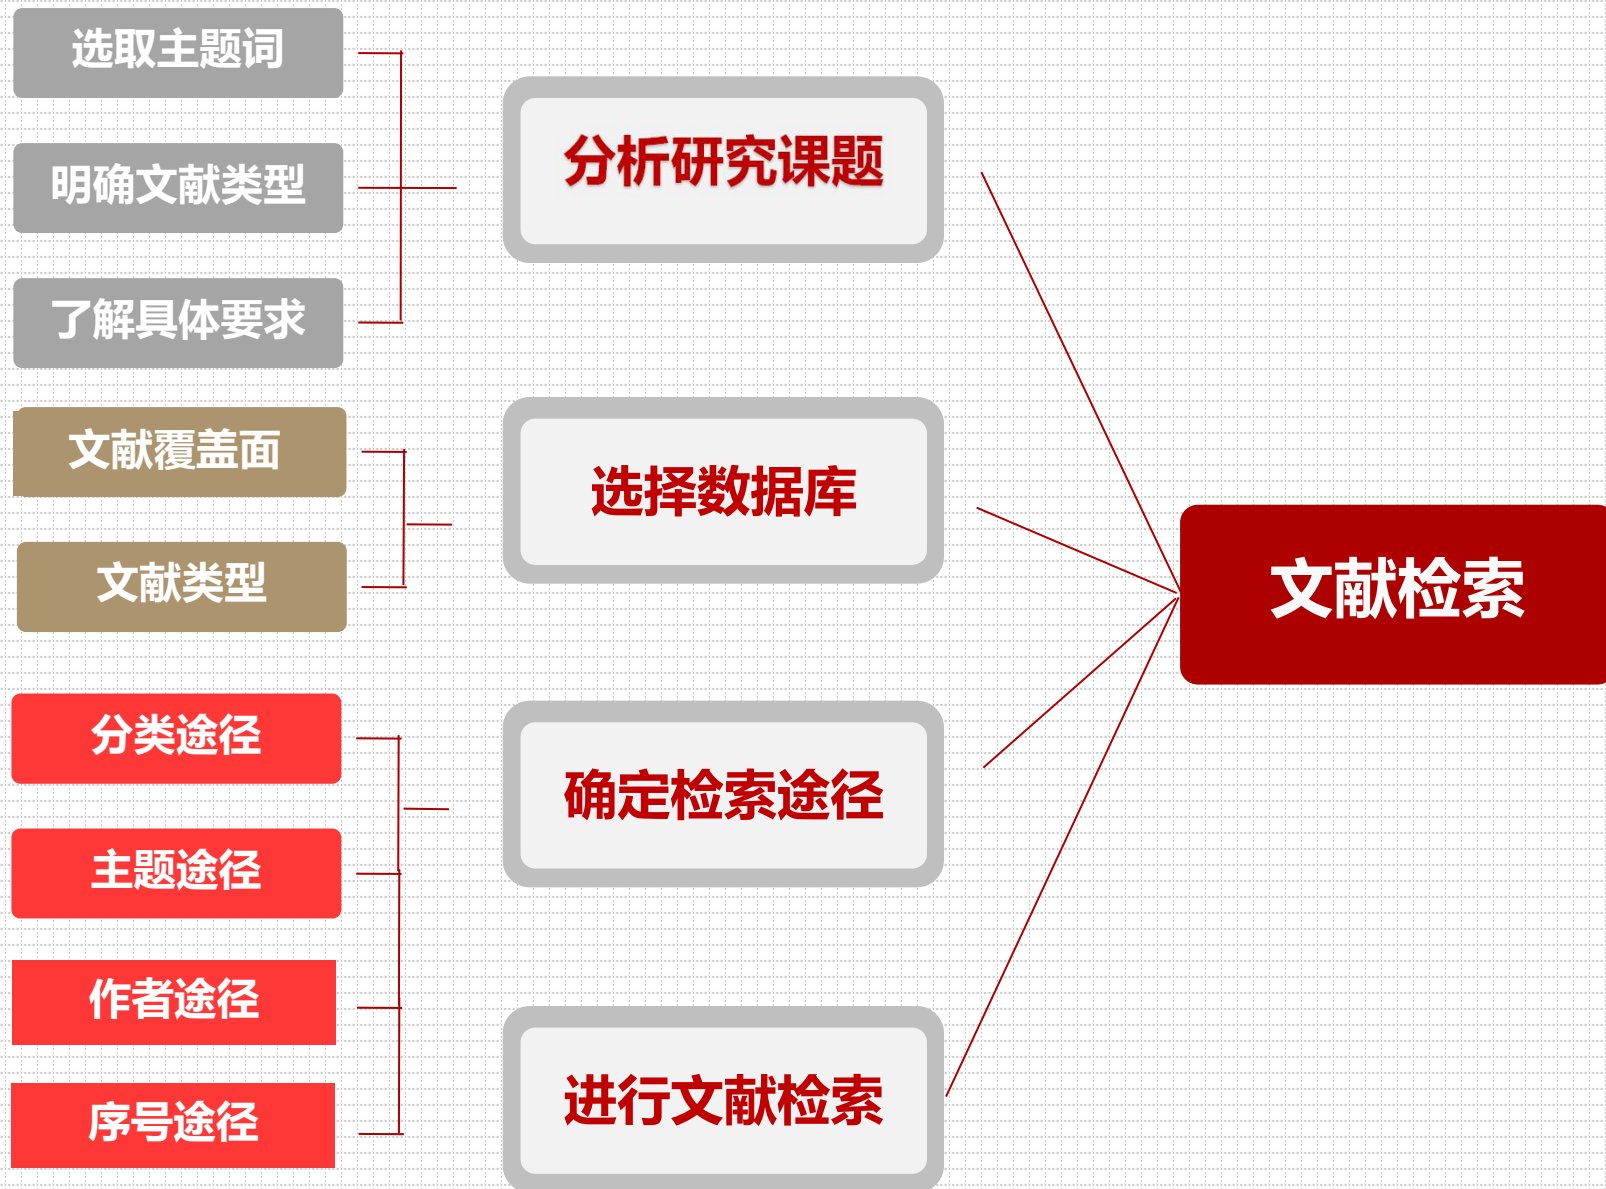 选取主题词
明确文献类型
了解具体要求
分析研究课题
文献覆盖面
文献类型
选择数据库
文献检索
分类途径
主题途径
作者途径
序号途径
确定检索途径
进行文献检索